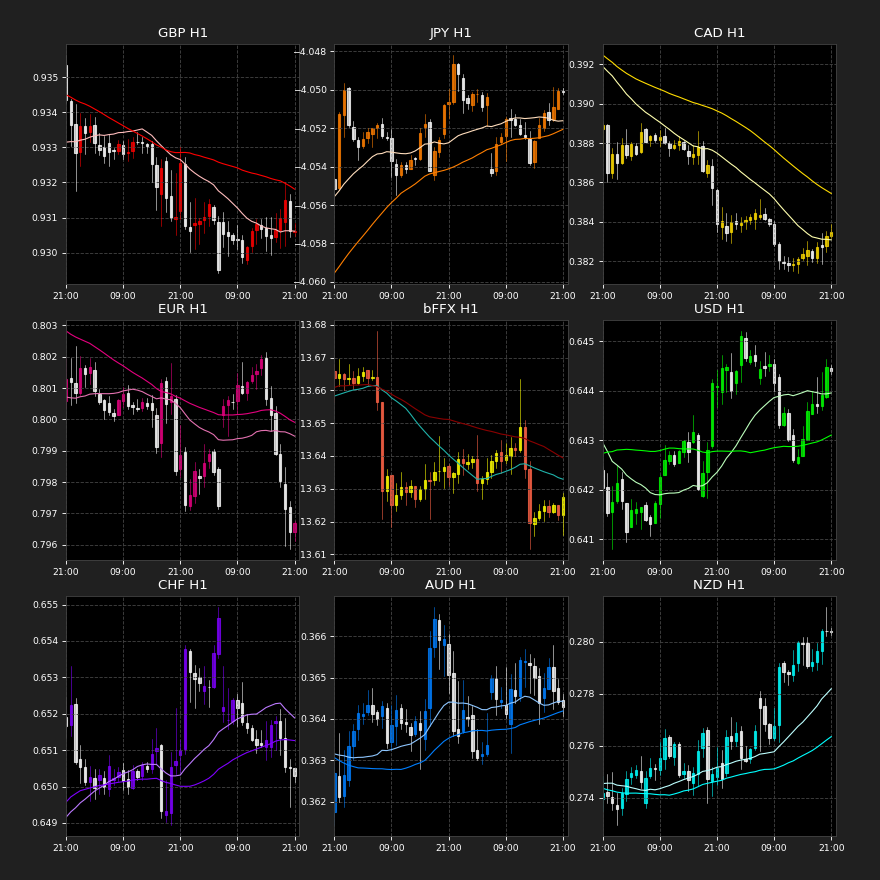 GBP H1 JPY H1 CAD H1
0.935 0.934 0.933 0.932 0.931 0.930
−4.048 −4.050 −4.052 −4.054 −4.056 −4.058 −4.060
0.392 0.390 0.388 0.386 0.384 0.382
21:00 09:00 21:00 09:00 21:00 21:00 09:00 21:00 09:00 21:00 21:00 09:00 21:00 09:00 21:00
EUR H1 bFFX H1 USD H1
0.803 0.802 0.801 0.800 0.799 0.798 0.797 0.796
13.68 13.67 13.66 13.65 13.64 13.63 13.62 13.61
0.645 0.644 0.643 0.642 0.641
21:00 09:00 21:00 09:00 21:00 21:00 09:00 21:00 09:00 21:00 21:00 09:00 21:00 09:00 21:00
CHF H1 AUD H1 NZD H1
0.655 0.654 0.653 0.652 0.651 0.650 0.649
0.366 0.365 0.364 0.363 0.362
0.280 0.278 0.276 0.274
21:00 09:00 21:00 09:00 21:00 21:00 09:00 21:00 09:00 21:00 21:00 09:00 21:00 09:00 21:00